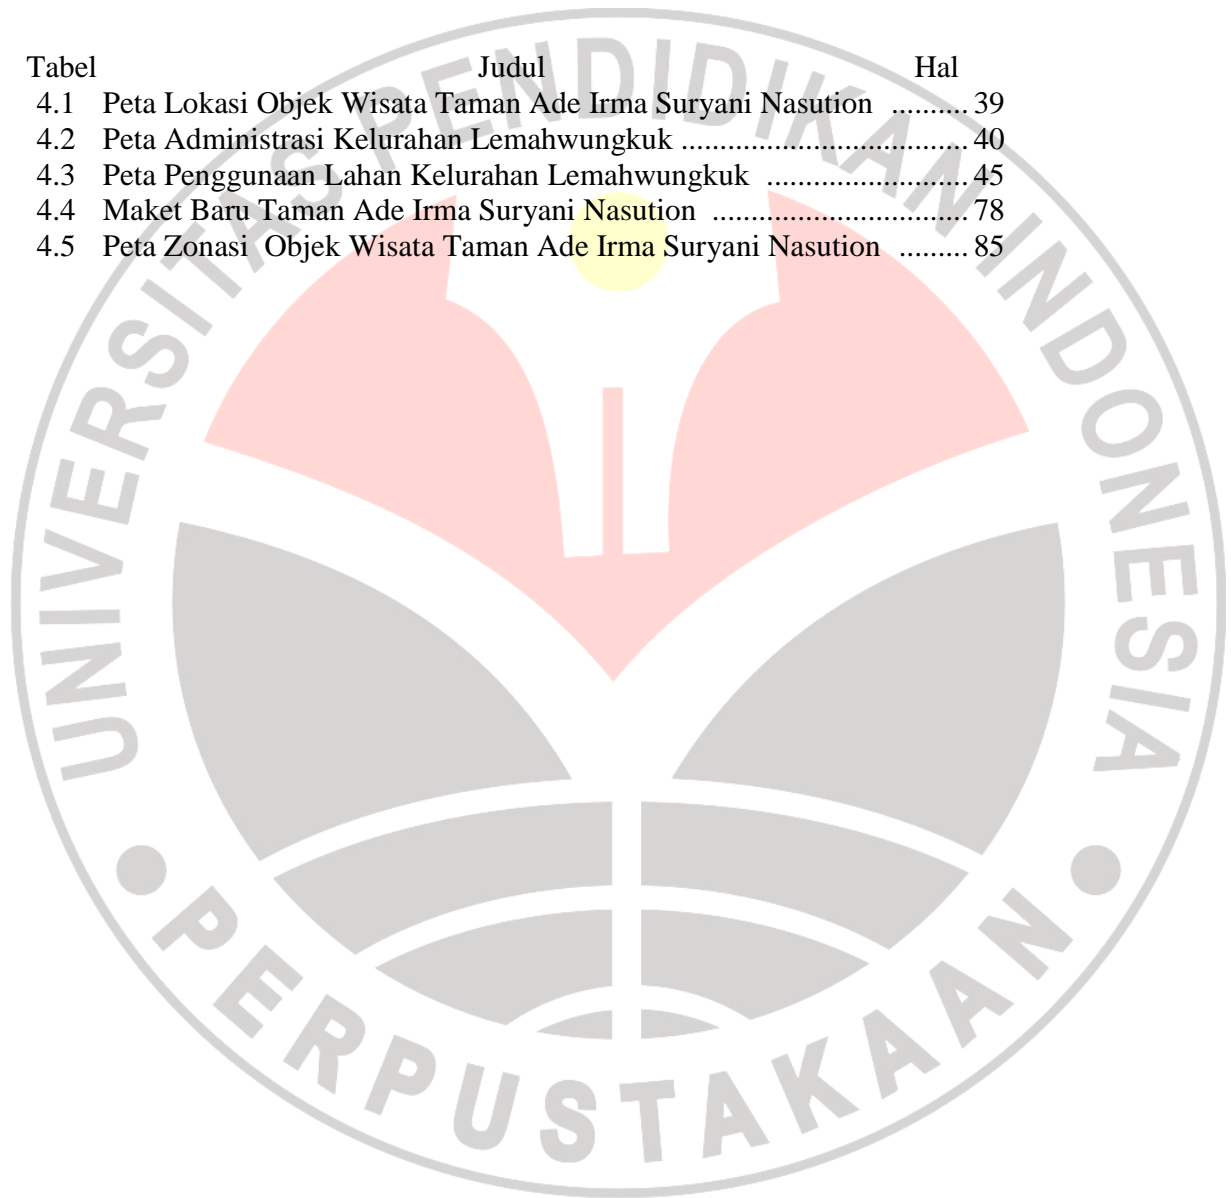 Tabel Judul Hal
4.1 Peta Lokasi Objek Wisata Taman Ade Irma Suryani Nasution .......... 39
4.2 Peta Administrasi Kelurahan Lemahwungkuk ..................................... 40
4.3 Peta Penggunaan Lahan Kelurahan Lemahwungkuk .......................... 45
4.4 Maket Baru Taman Ade Irma Suryani Nasution ................................. 78
4.5 Peta Zonasi Objek Wisata Taman Ade Irma Suryani Nasution ......... 85
UNIVERSITAS PENDIDIKAN INDONESIA
PERPUSTAKAAN